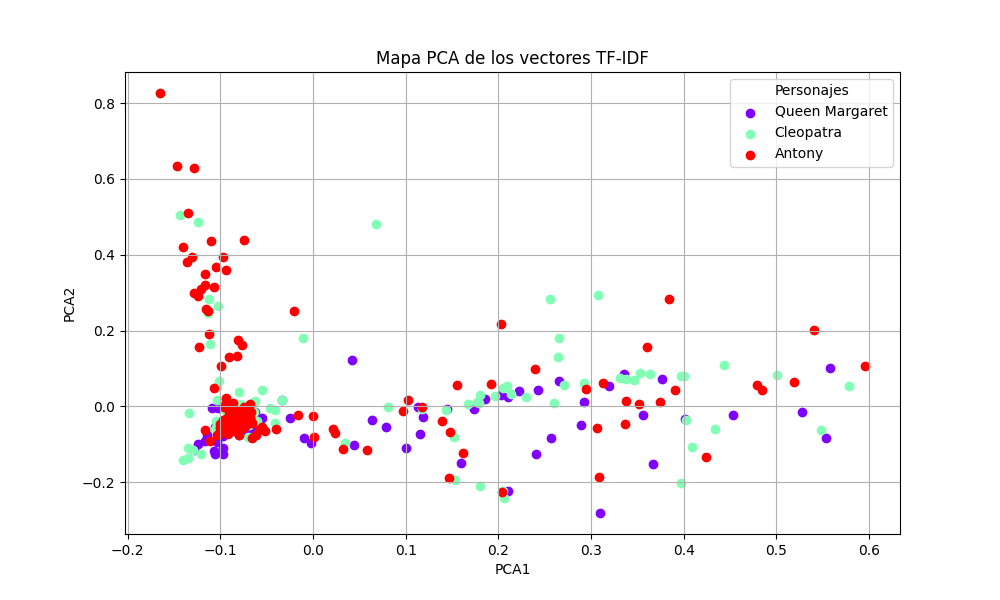 Mapa PCA de los vectores TF-IDF
Personajes
Queen Margaret
Cleopatra
Antony
PCA2
0.8
0.6
0.4
0.2
0.0
−0.2
−0.2
−0.1
0.0
0.1
0.2
0.3
0.4
0.5
0.6
PCA1